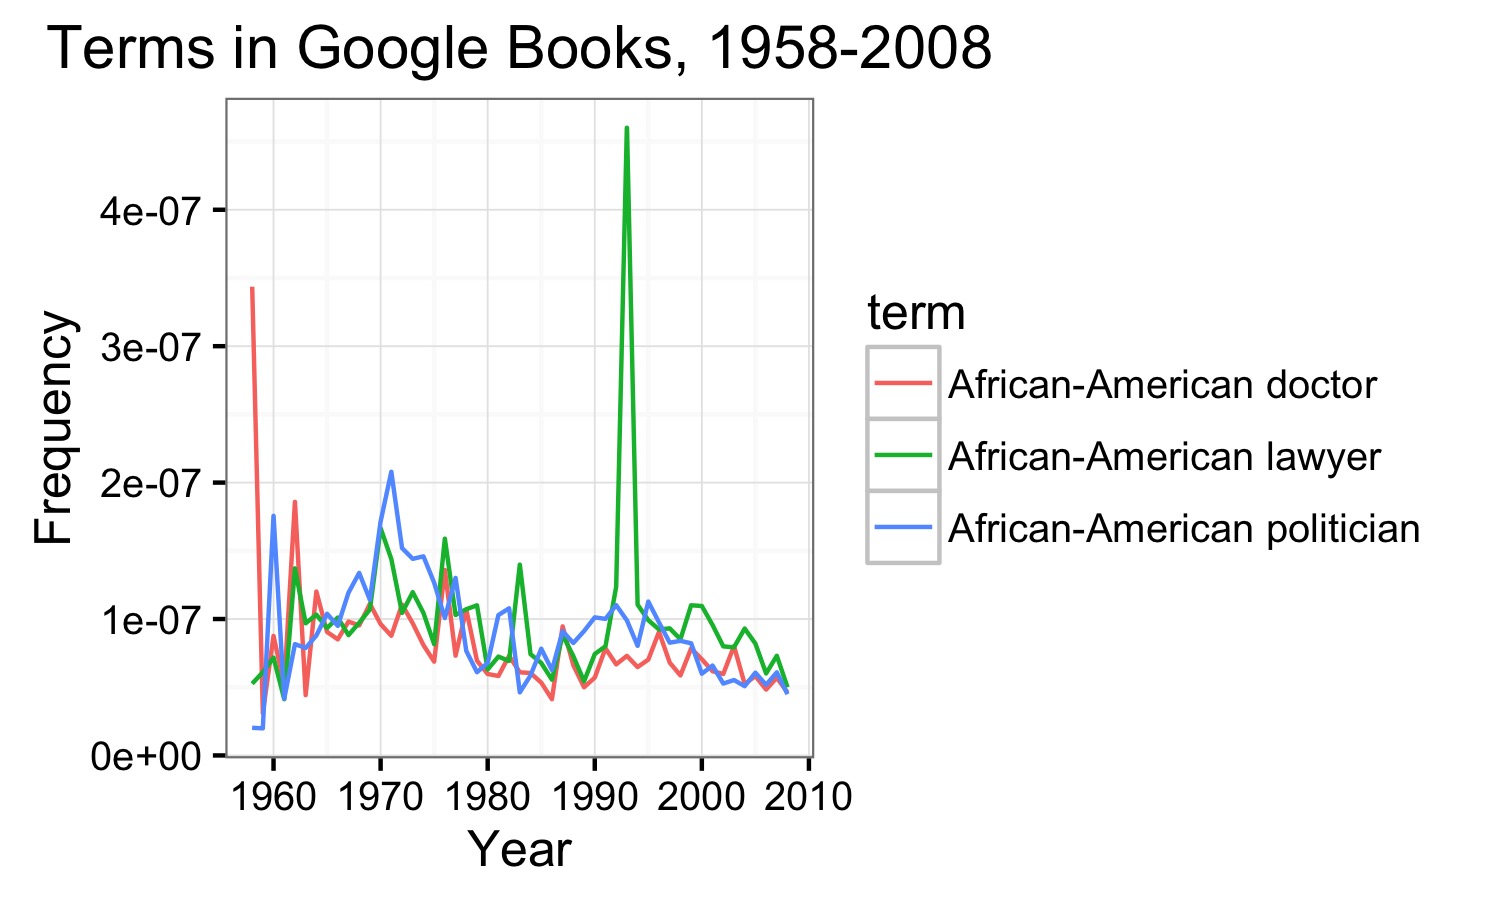 Terms in Google Books, 1958-2008
Frequency
4e-07
3e-07
2e-07
1e-07
0e+00
1960 1970 1980 1990 2000 2010
Year
term
African-American doctor
African-American lawyer
African-American politician